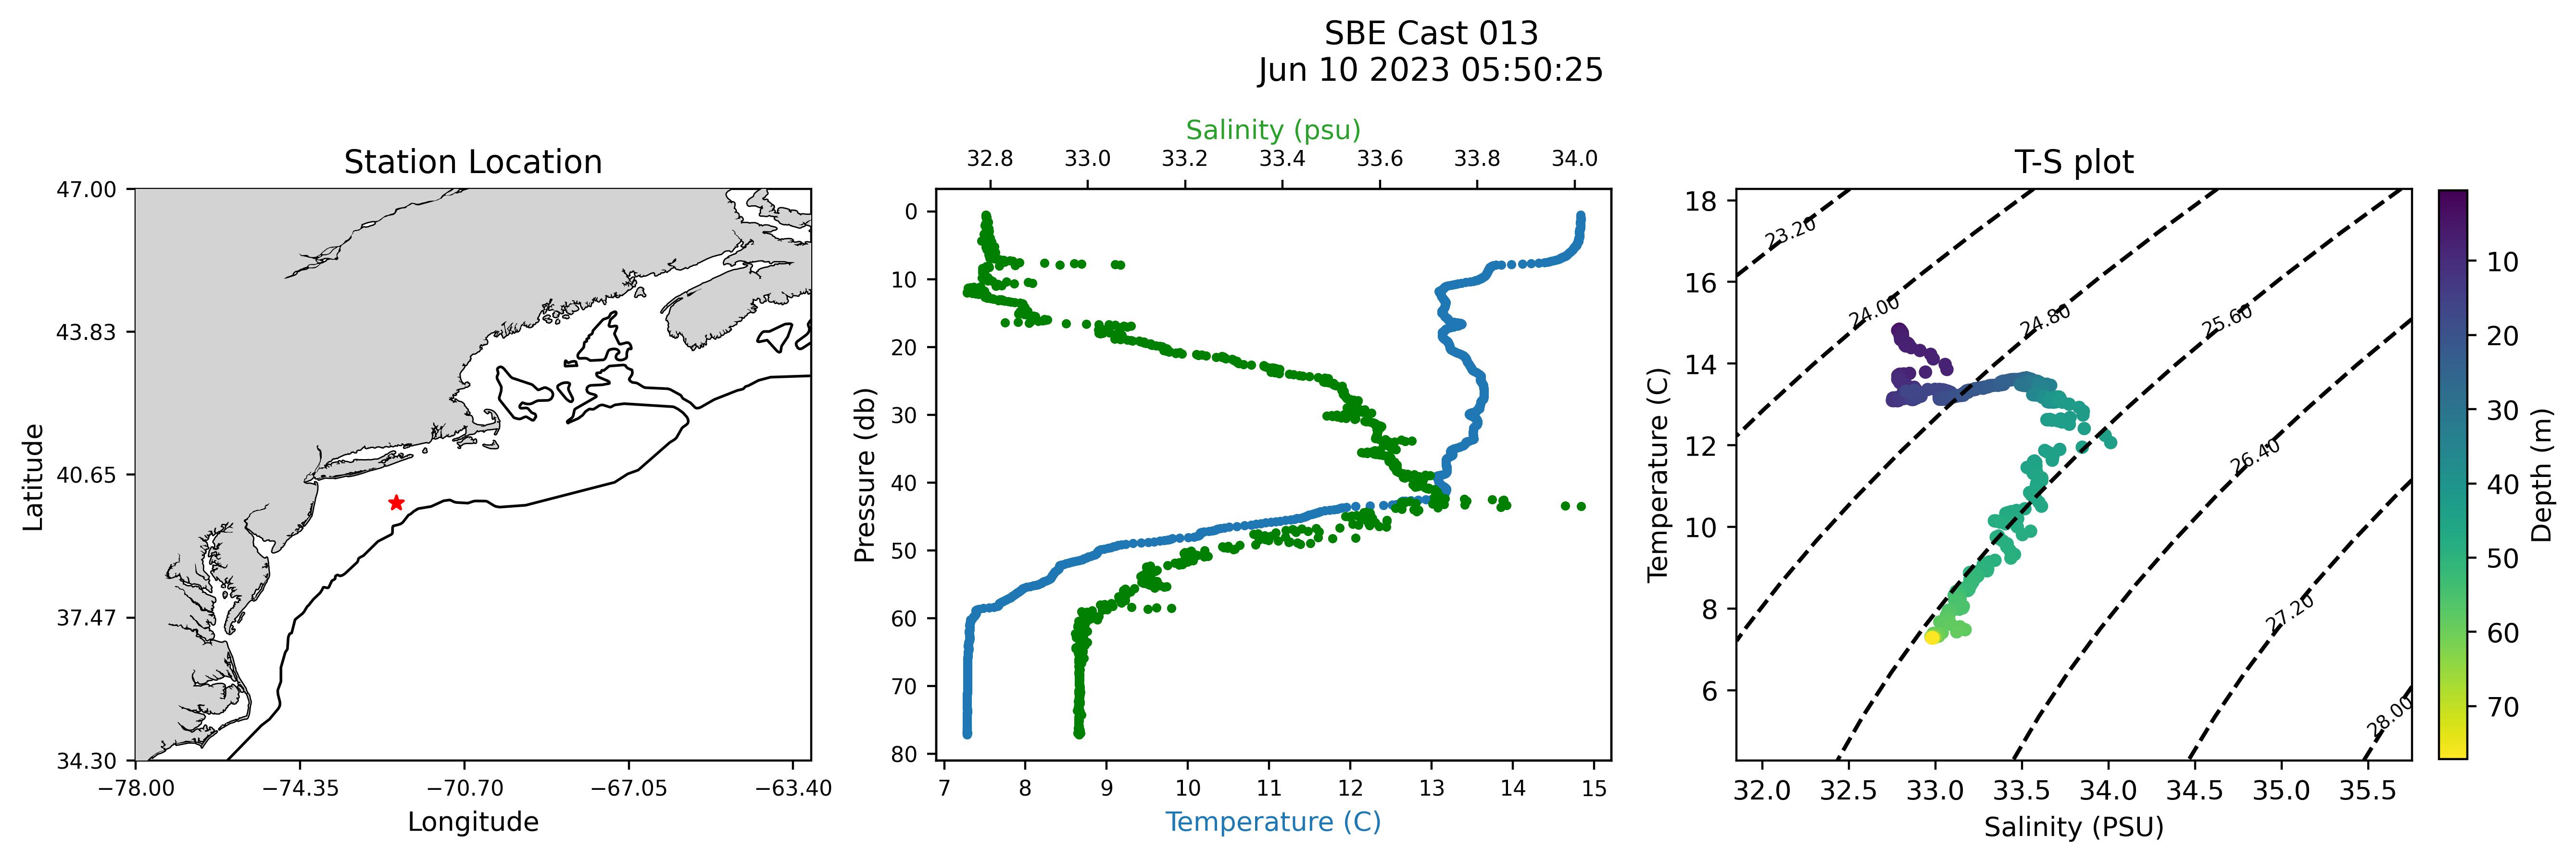 SBE Cast 013
Jun 10 2023 05:50:25
Station Location
47.00
43.83
40.65
37.47
34.30
Latitude
−78.00 −74.35 −70.70 −67.05 −63.40
Longitude
Salinity (psu)
32.8 33.0 33.2 33.4 33.6 33.8 34.0
0
10
20
30
40
50
60
70
80
Pressure (db)
7 8 9 10 11 12 13 14 15
Temperature (C)
T-S plot
18
16
14
12
10
8
6
Temperature (C)
23.20
24.00
24.80
25.60
26.40
27.20
28.00
32.0 32.5 33.0 33.5 34.0 34.5 35.0 35.5
Salinity (PSU)
10
20
30
40
50
60
70
Depth (m)